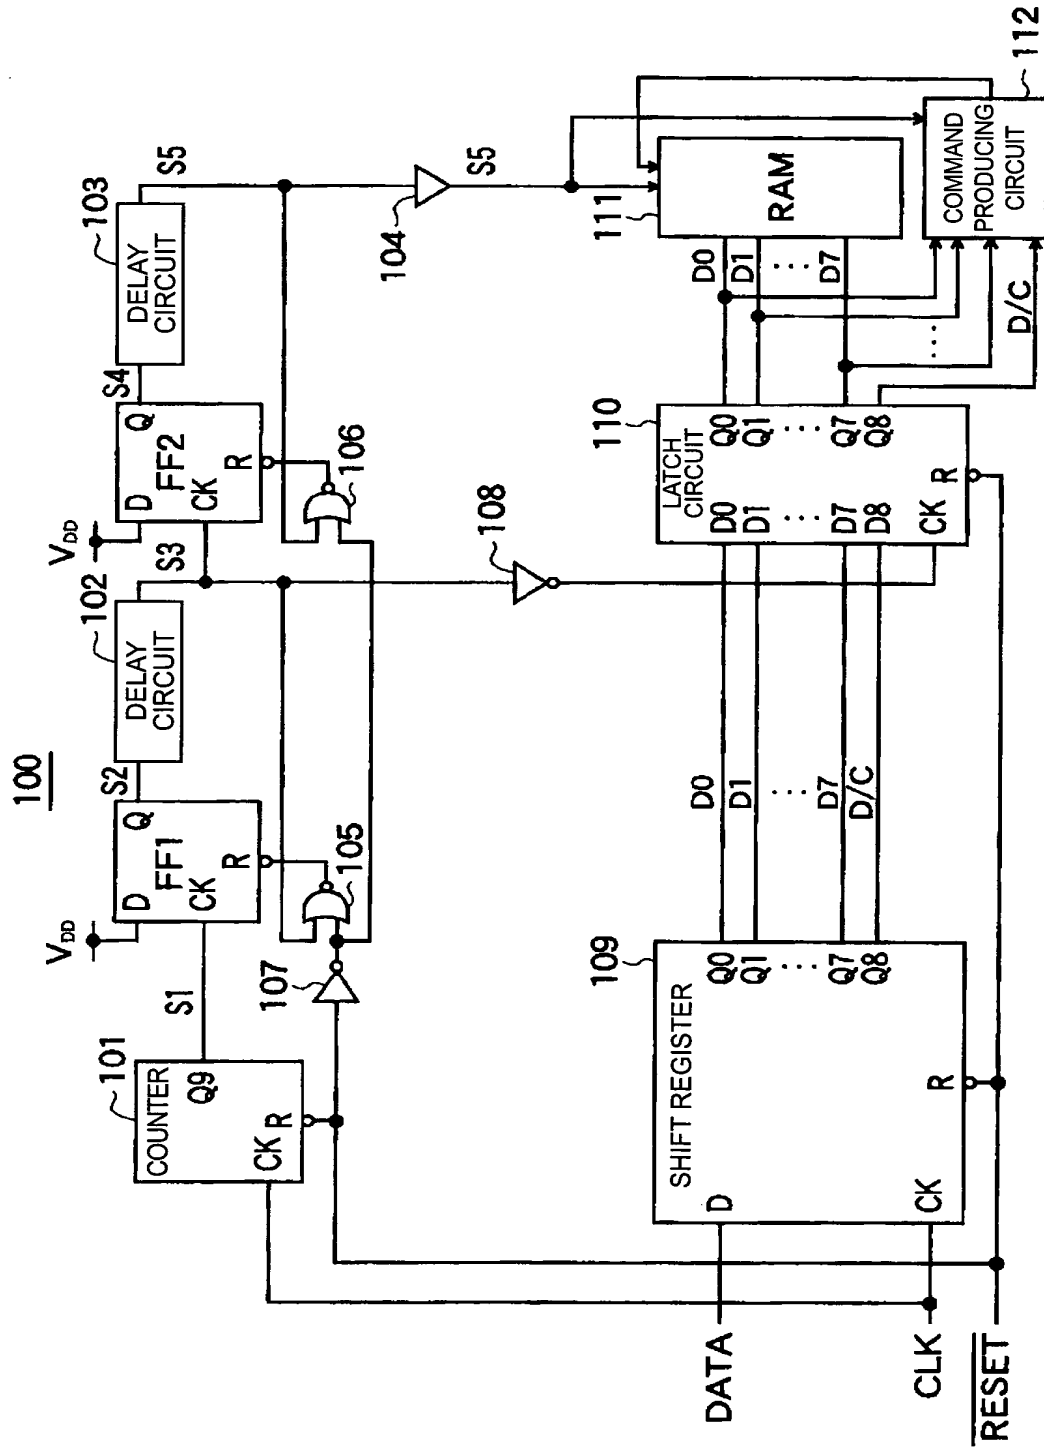 100
101
COUNTER
Q9
CK
R
S1
107
VDD
D
Q
FF1
CK
R
105
S2
102
DELAY
CIRCUIT
S3
VDD
D
Q
FF2
CK
R
106
S4
103
DELAY
CIRCUIT
S5
104
S5
108
109
SHIFT REGISTER
D
CK
R
Q0
Q1
Q7
Q8
D0
D1
D7
D/C
110
LATCH
CIRCUIT
D0
D1
D7
D8
CK
R
Q0
Q1
Q7
Q8
D0
D1
D7
D/C
111
RAM
112
COMMAND
PRODUCING
CIRCUIT
DATA
CLK
RESET